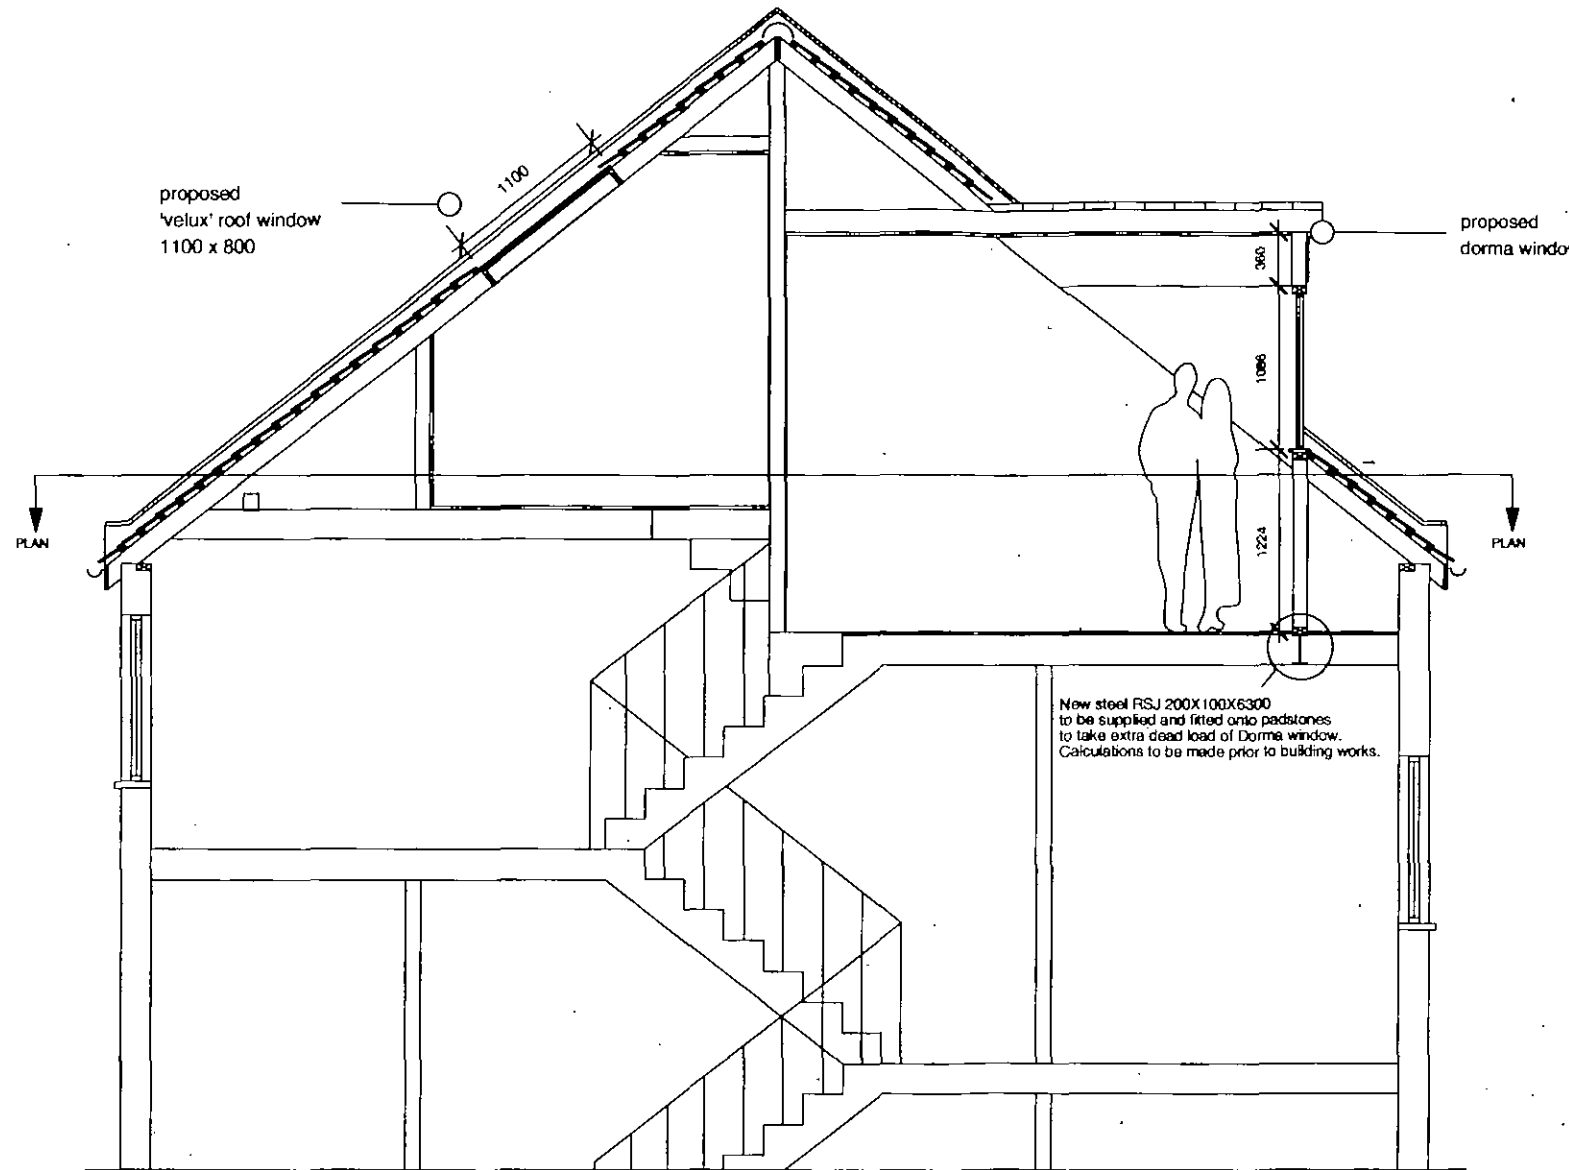 1100
proposed
'velux' roof window
1100 x 800
proposed
dorma windo
360
1086
1224
PLAN
PLAN
New steel RSJ 200X100X6300
to be supplied and fitted onto padstones
to take extra dead load of Dorma window.
Calculations to be made prior to building works.